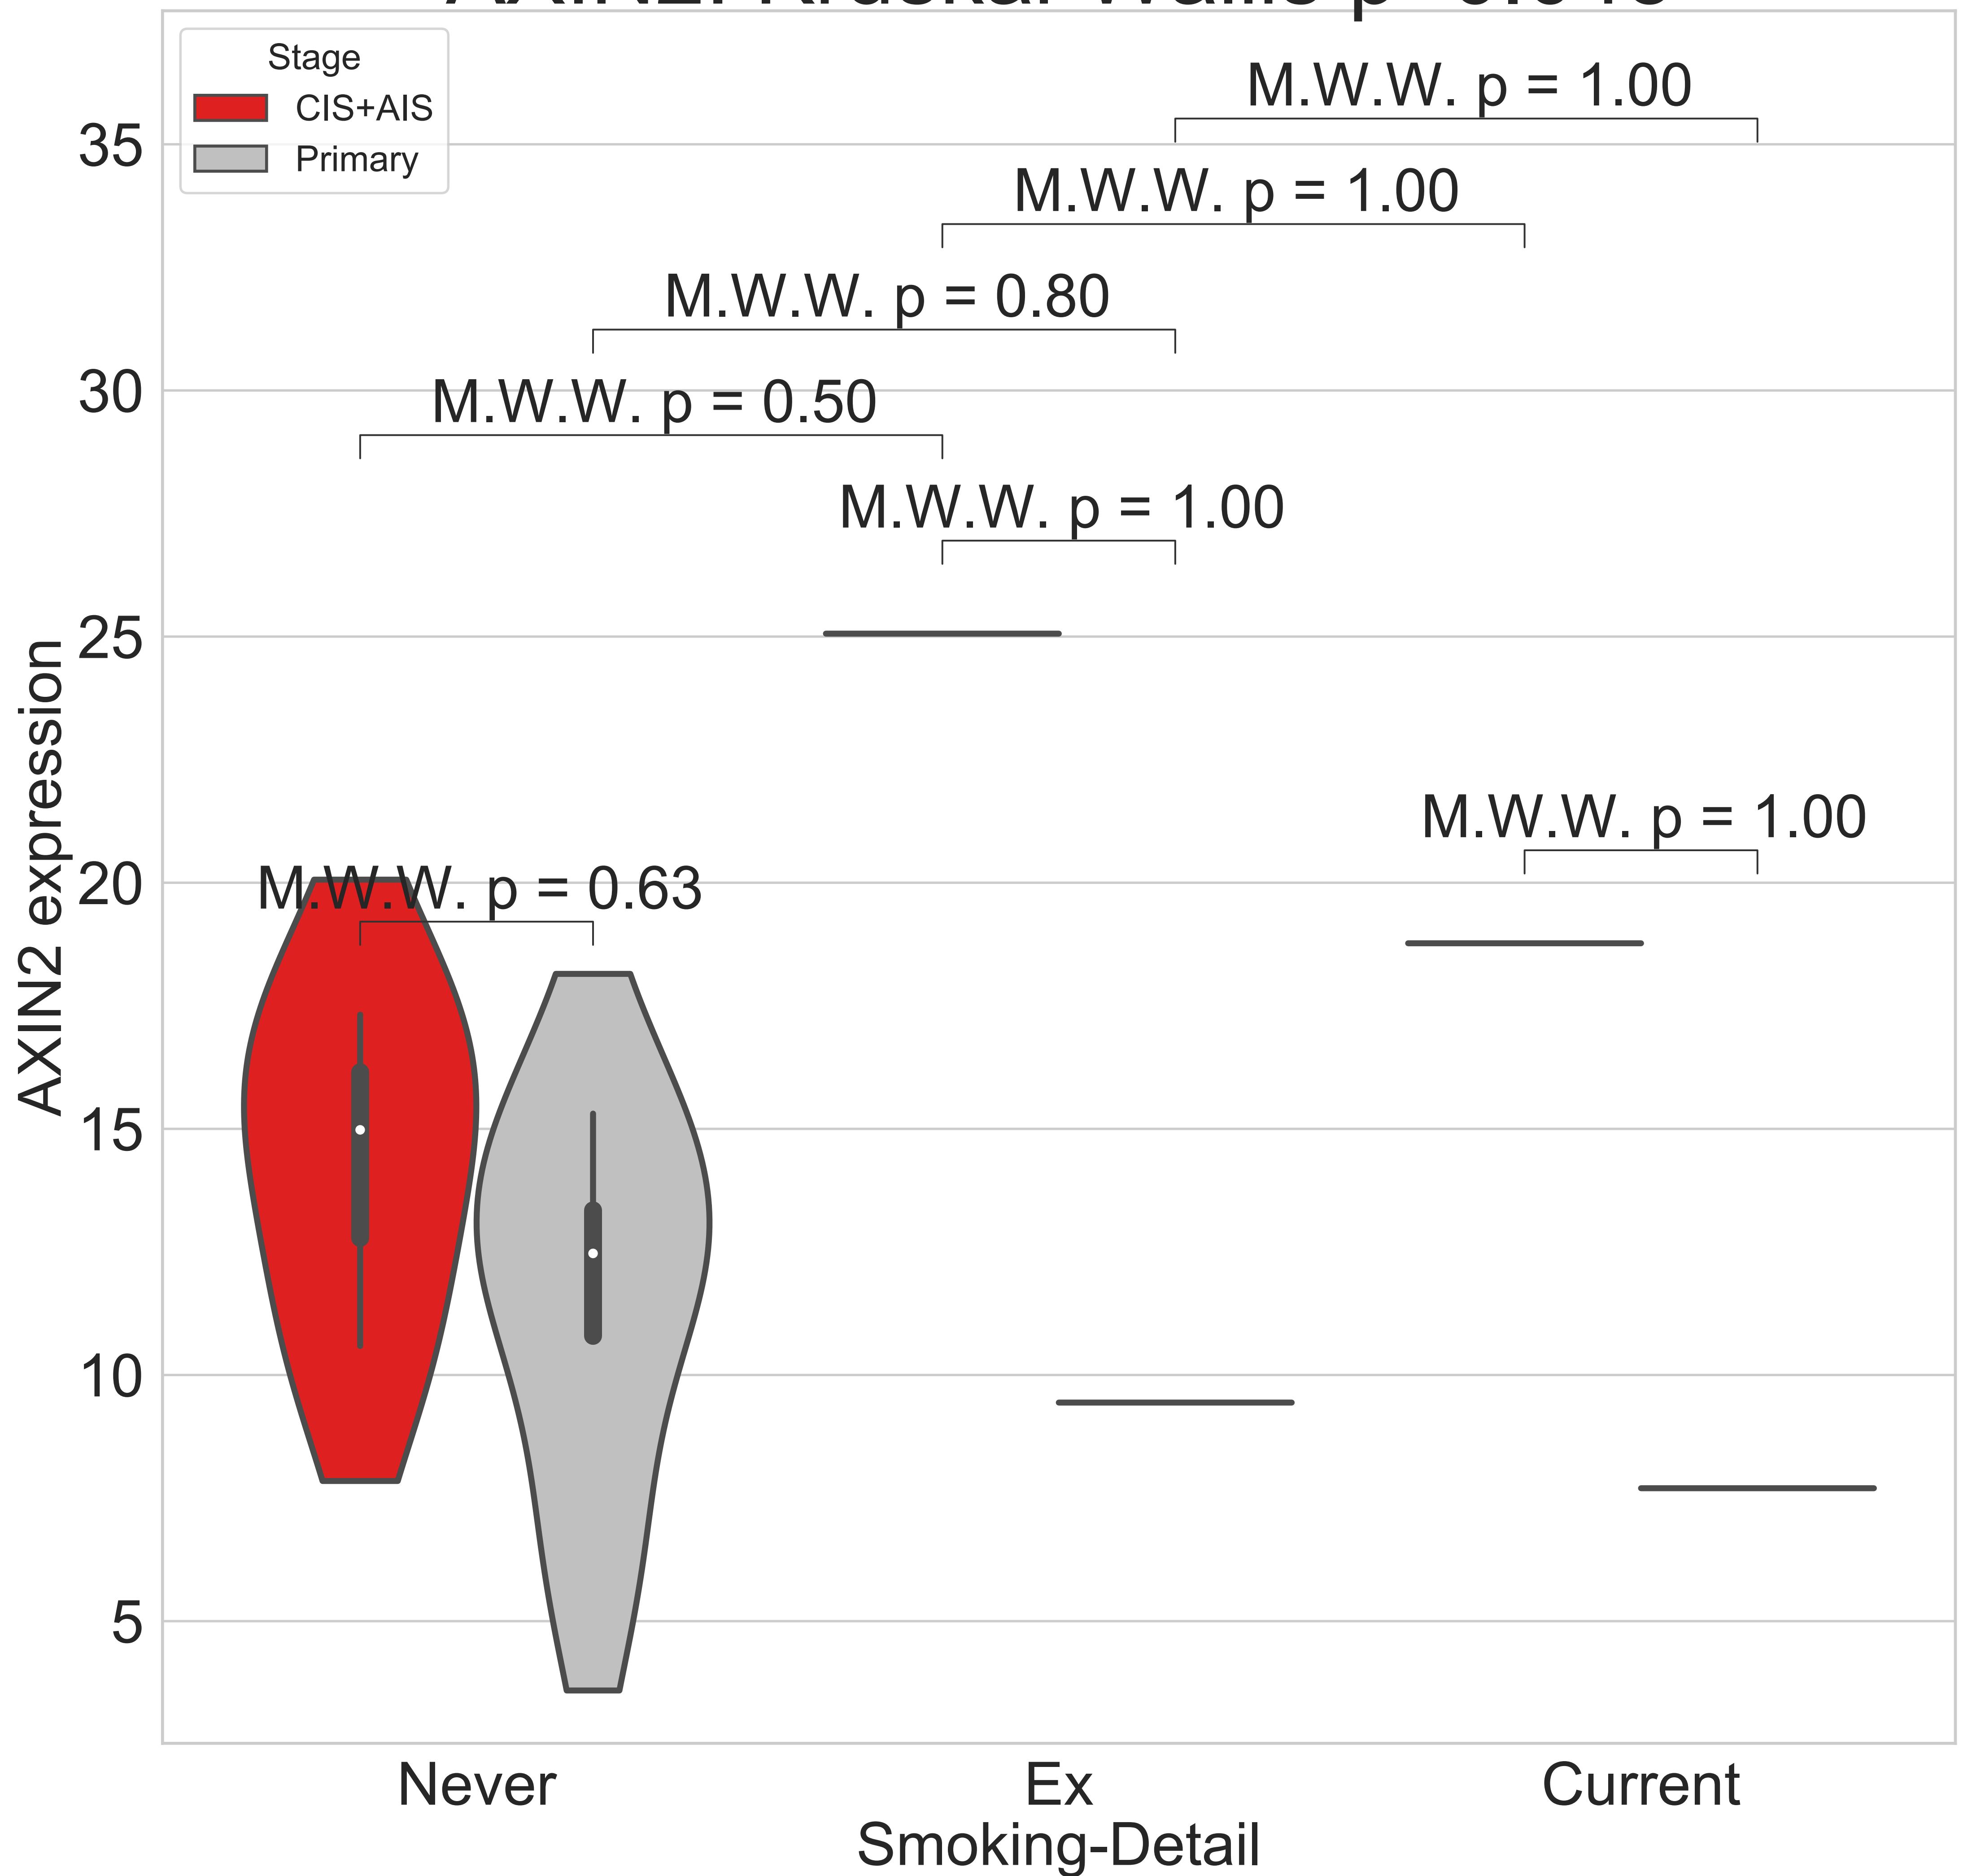 Stage
CIS+AIS
Primary
M.W.W. p = 1.00
M.W.W. p = 1.00
M.W.W. p = 0.80
M.W.W. p = 0.50
M.W.W. p = 1.00
M.W.W. p = 1.00
M.W.W. p = 0.63
35
30
25
20
15
10
5
AXIN2 expression
Never
Ex
Current
Smoking-Detail